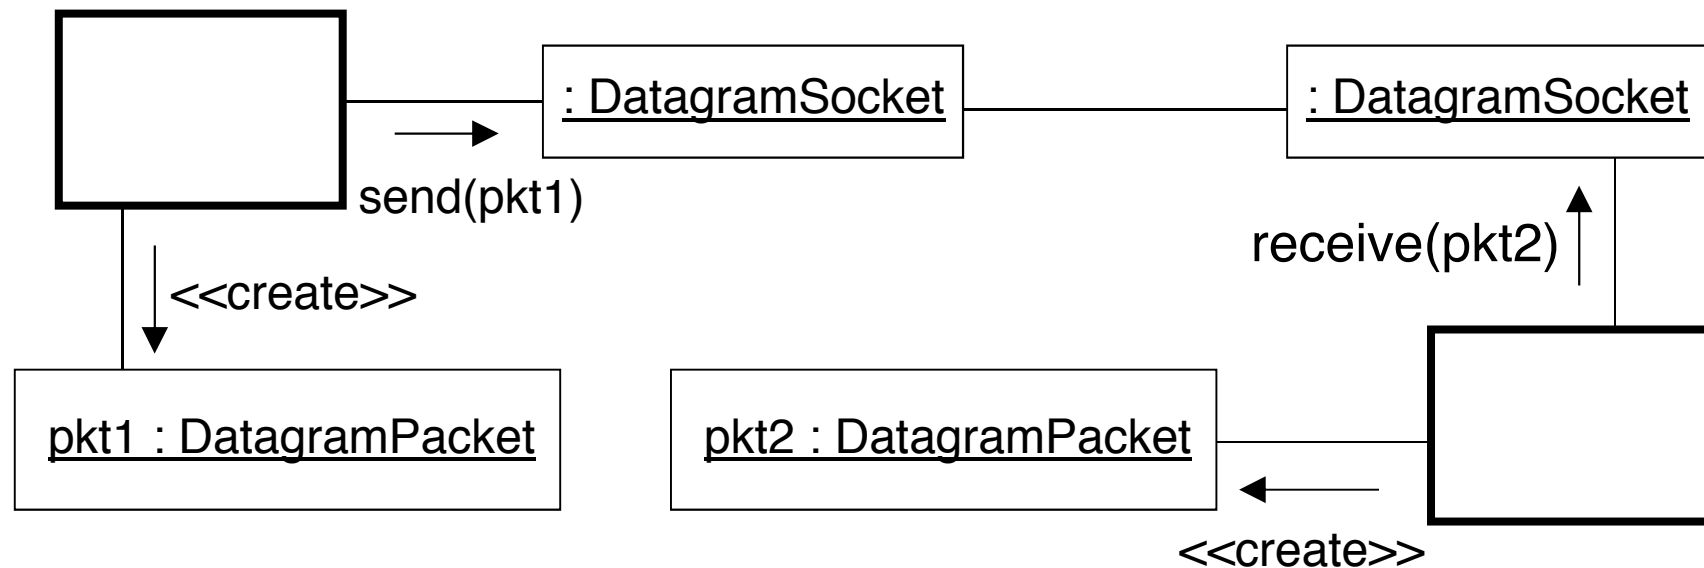 : DatagramSocket
: DatagramSocket
send(pkt1)
receive(pkt2)
<<create>>
pkt1 : DatagramPacket
pkt2 : DatagramPacket
<<create>>